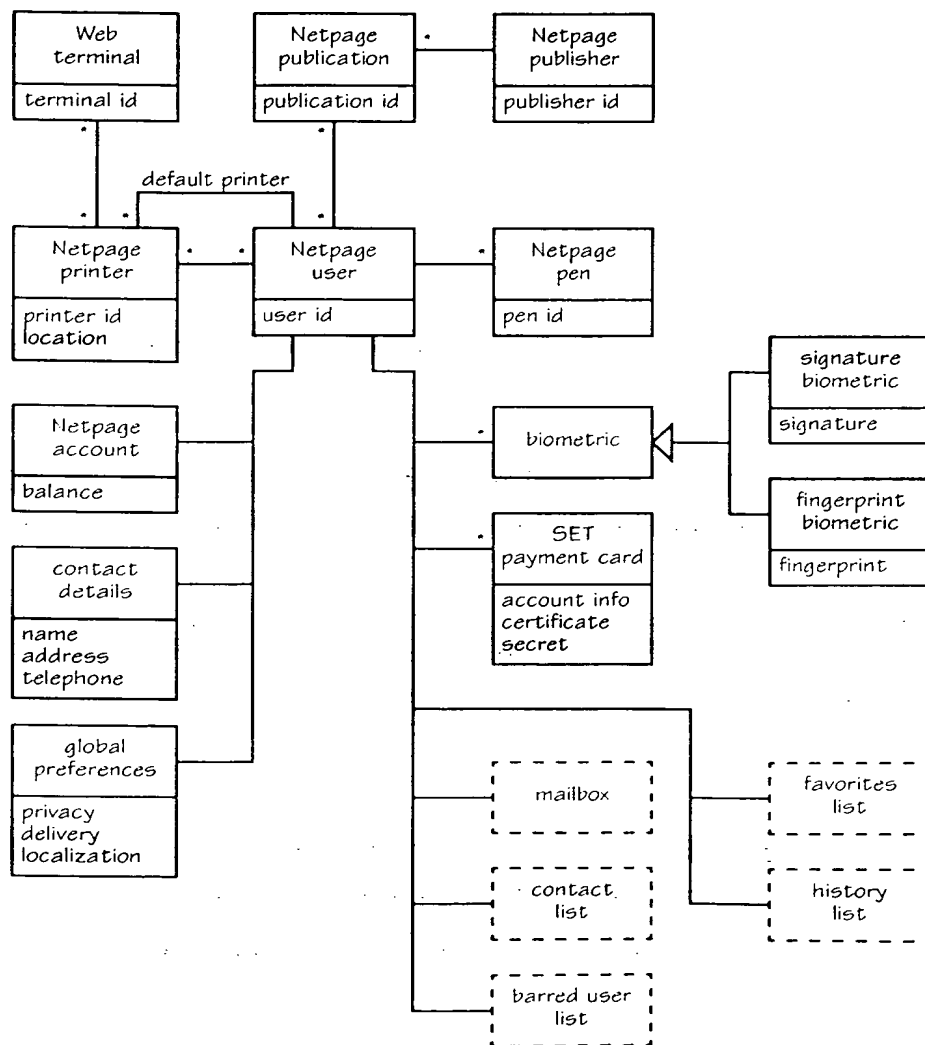 Web
terminal
terminal id
Netpage
publication
publication id
Netpage
publisher
publisher id
default printer
Netpage
printer
printer id
location
Netpage
user
user id
Netpage
pen
pen id
Netpage
account
balance
biometric
signature
biometric
signature
fingerprint
biometric
fingerprint
SET
payment card
account info
certificate
secret
contact
details
name
address
telephone
global
preferences
privacy
delivery
localization
mailbox
favorites
list
contact
list
history
list
barred user
list